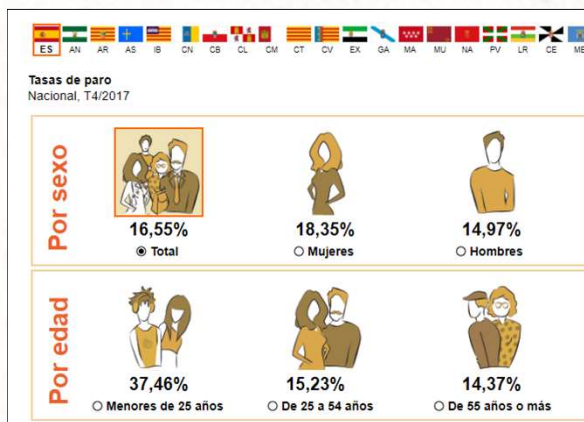 ES AN AR AS IB CN CB CL CM CT CV EX GA MA MU NA PV LR CE ME
Tasas de paro
Nacional, T4/2017
Por sexo
16,55% 18,35% 14,97%
Total Mujeres Hombres
Por edad
37,46% 15,23% 14,37%
Menores de 25 años De 25 a 54 años De 55 años o más